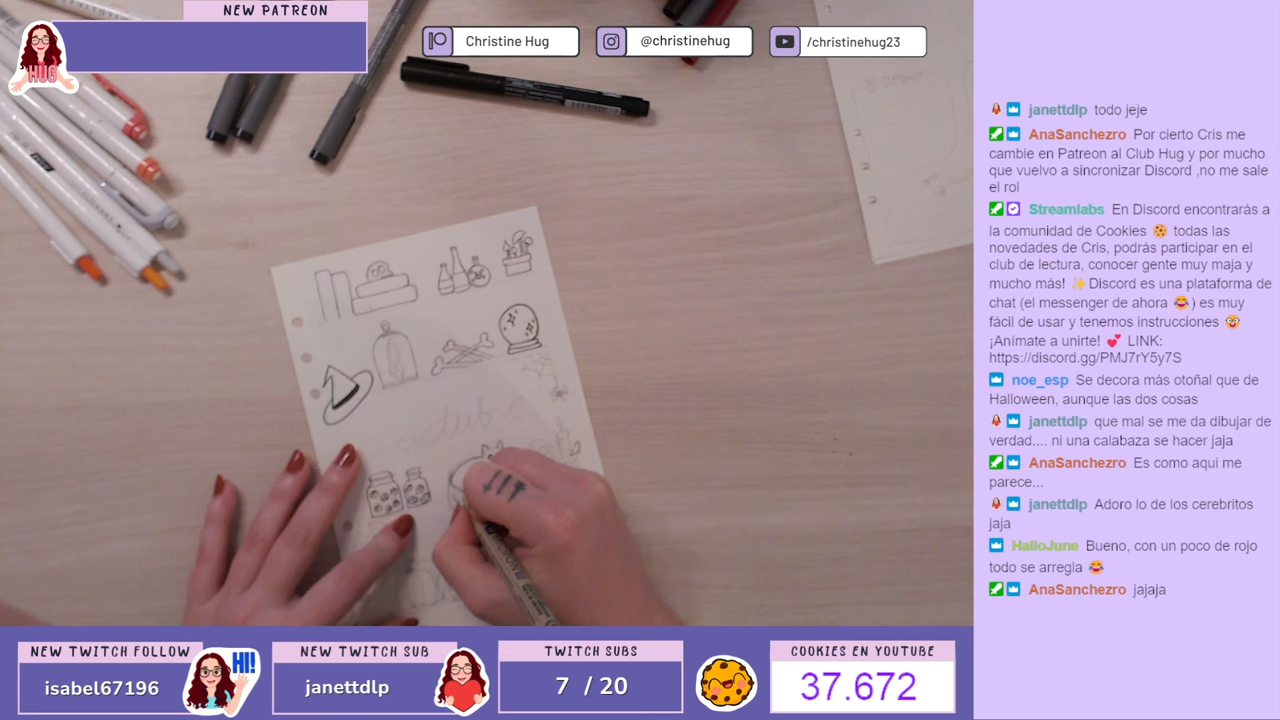 NEW PATREON
HUG
Christine Hug
@christinehug
/christinehug23
octubre
janettdlp todo jeje
AnaSanchezro Por cierto Cris me
cambie en Patreon al Club Hug y por mucho
que vuelvo a sincronizar Discord ,no me sale
el rol
Streamlabs En Discord encontrarás a
la comunidad de Cookies 🍪 todas las
novedades de Cris, podrás participar en el
club de lectura, conocer gente muy maja y
mucho más! ✨Discord es una plataforma de
chat (el messenger de ahora 😂) es muy
fácil de usar y tenemos instrucciones 🤓
¡Anímate a unirte! 💕 LINK:
https://discord.gg/PMJ7rY5y7S
noe_esp Se decora más otoñal que de
Halloween, aunque las dos cosas
janettdlp que mal se me da dibujar de
verdad.... ni una calabaza se hacer jaja
AnaSanchezro Es como aqui me
parece...
janettdlp Adoro lo de los cerebritos
jaja
HalloJune Bueno, con un poco de rojo
todo se arregla 😂
AnaSanchezro jajaja
NEW TWITCH FOLLOW
isabel67196
HI!
NEW TWITCH SUB
janettdlp
TWITCH SUBS
7 / 20
COOKIES EN YOUTUBE
37.672